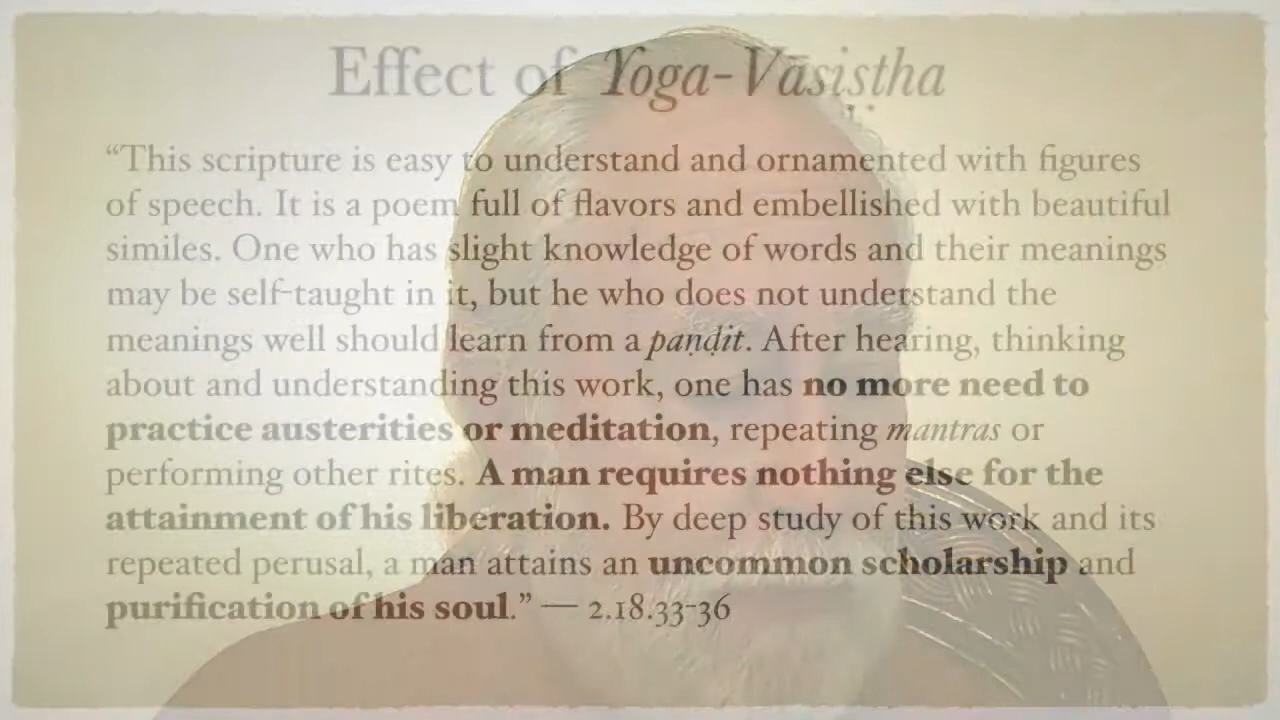 Effect of Yoga-Vāsiṣṭha
“This scripture is easy to understand and ornamented with figures
of speech. It is a poem full of flavors and embellished with beautiful
similes. One who has slight knowledge of words and their meanings
may be self-taught in it, but he who does not understand the
meanings well should learn from a paṇḍit. After hearing, thinking
about and understanding this work, one has no more need to
practice austerities or meditation, repeating mantras or
performing other rites. A man requires nothing else for the
attainment of his liberation. By deep study of this work and its
repeated perusal, a man attains an uncommon scholarship and
purification of his soul.” — 2.18.33-36